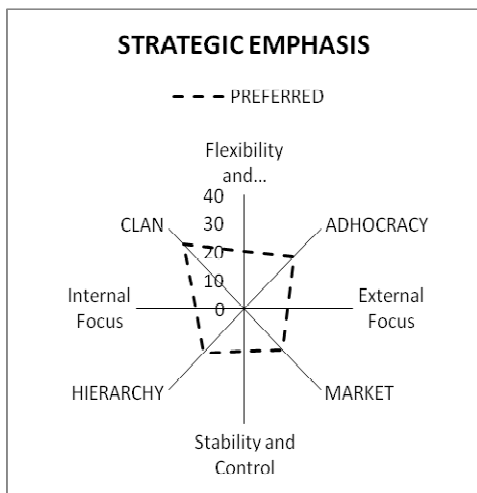 STRATEGIC EMPHASIS
PREFERRED
Flexibility
and...
40
30
20
10
0
CLAN
ADHOCRACY
Internal
Focus
External
Focus
HIERARCHY
MARKET
Stability and
Control